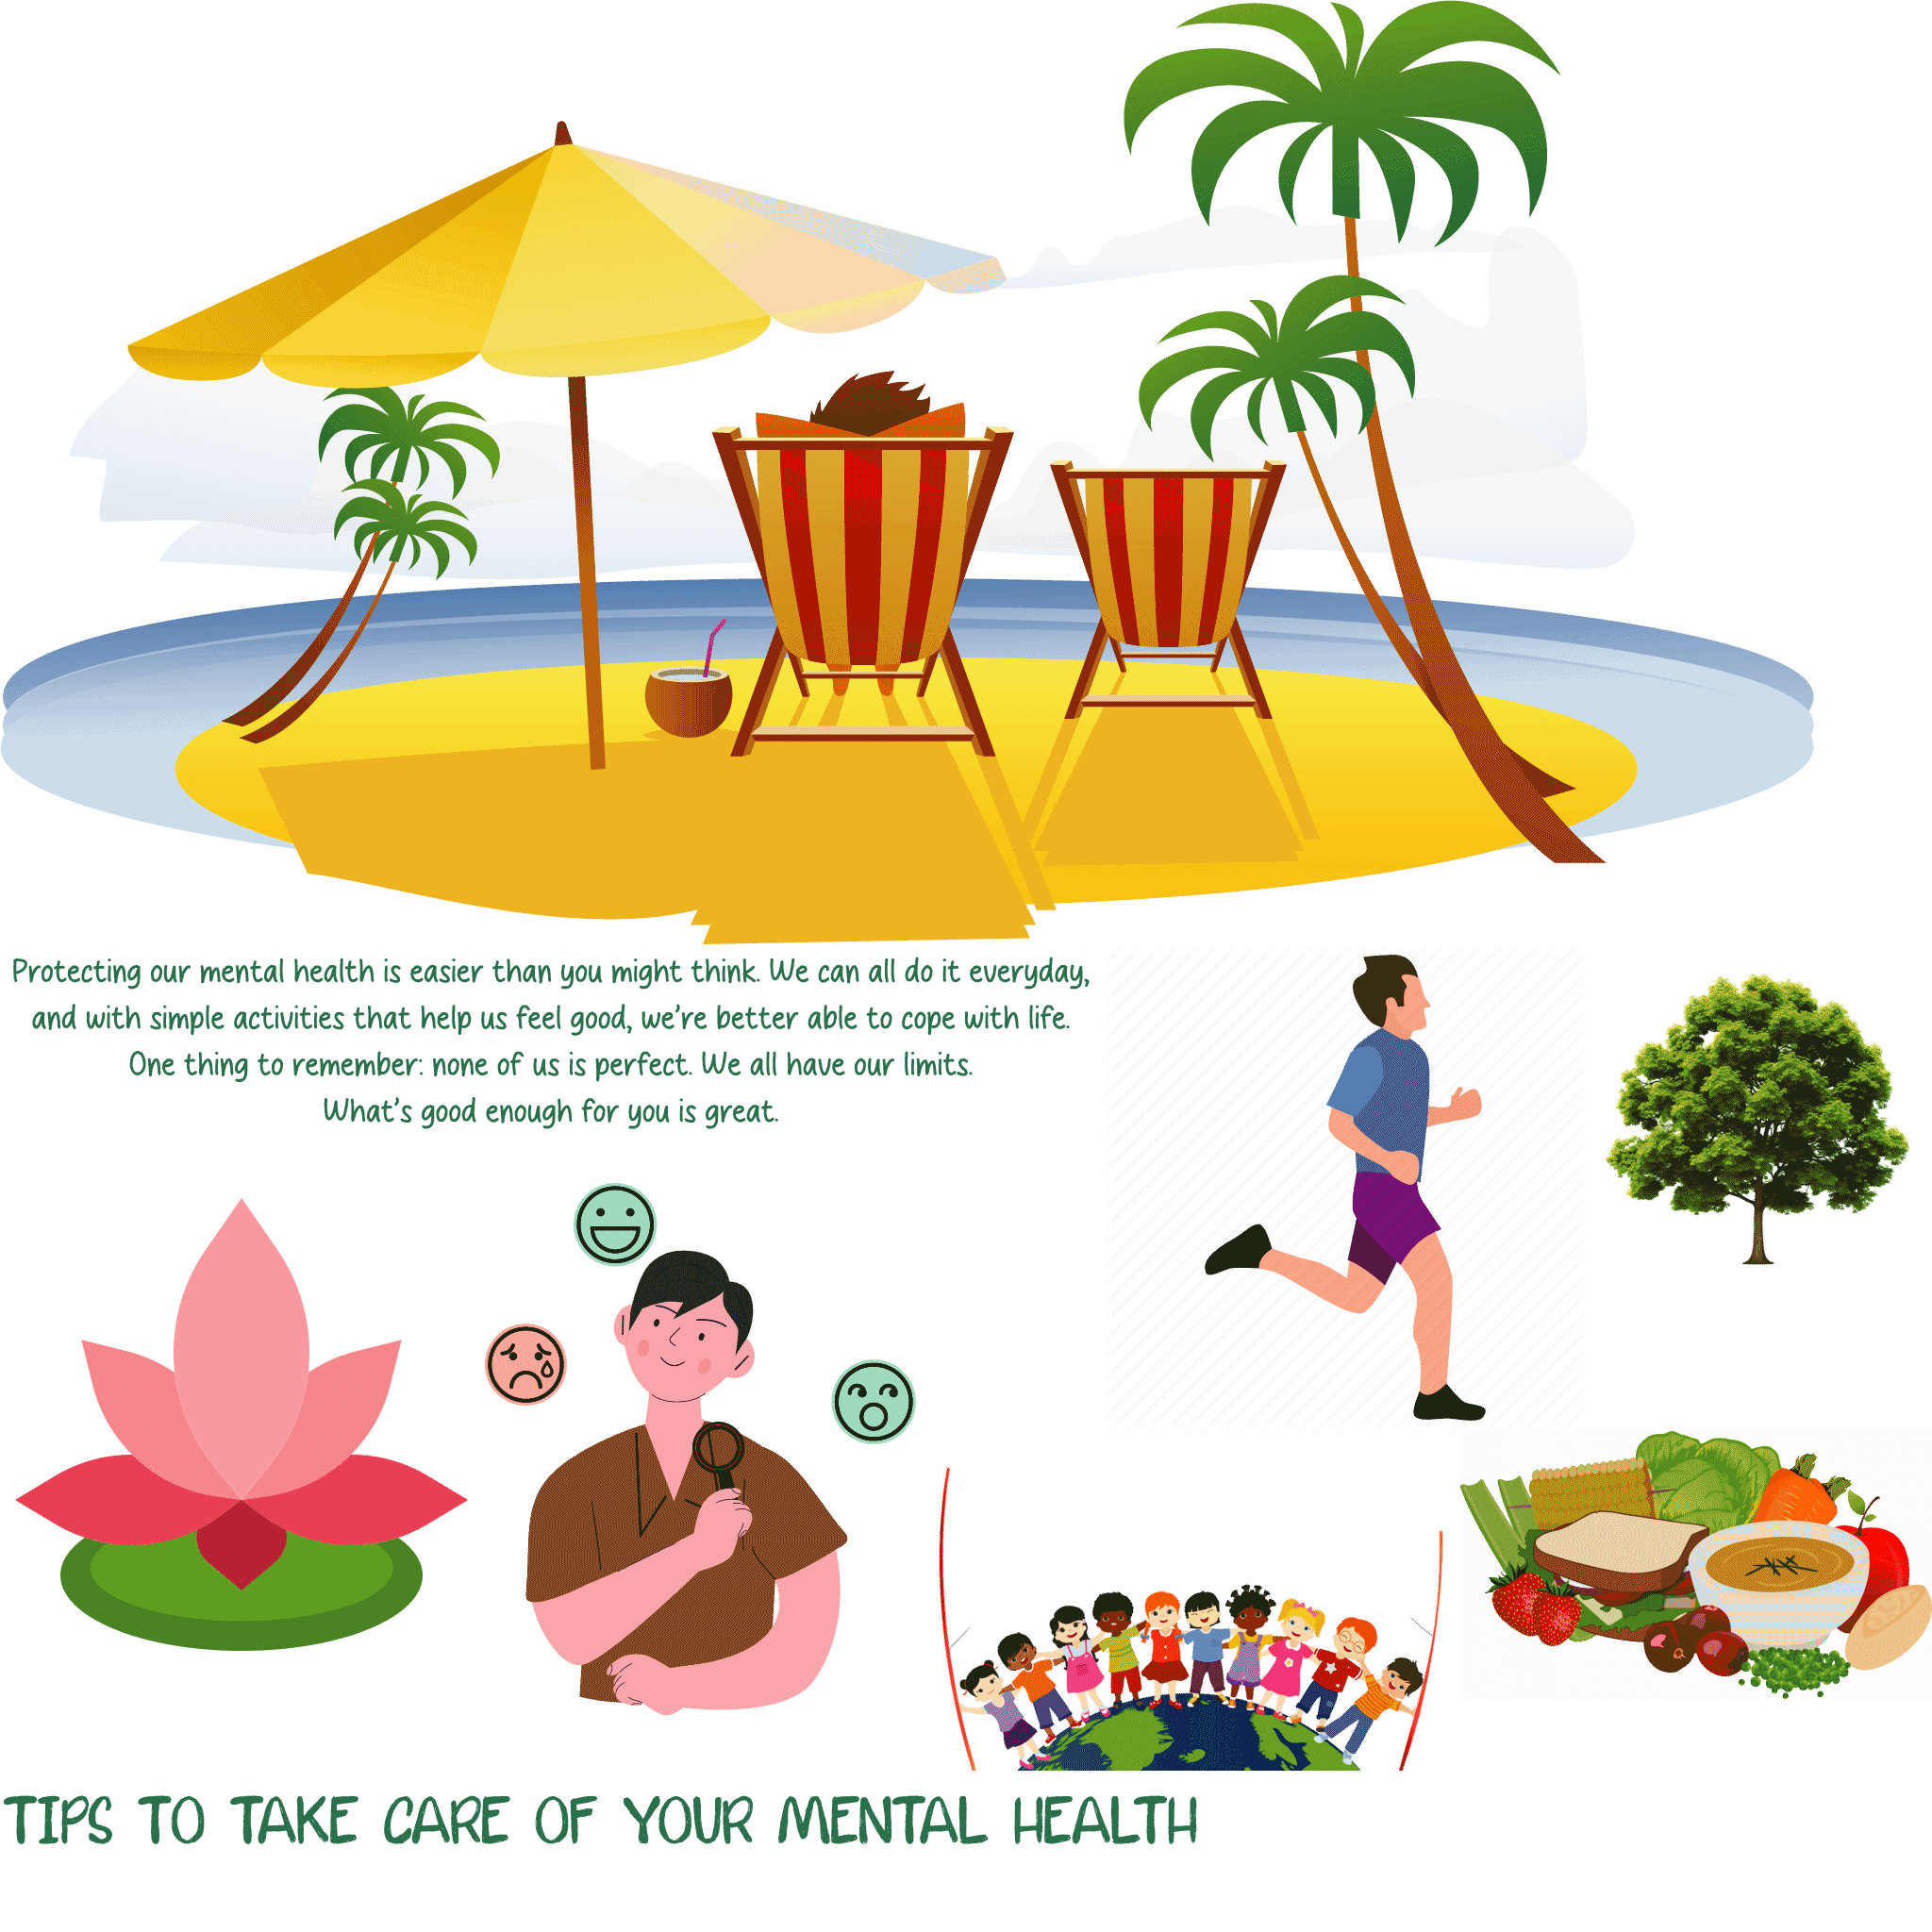 Protecting our mental health is easier than you might think. We can all do it everyday,
and with simple activities that help us feel good, we're better able to cope with life.
One thing to remember: none of us is perfect. We all have our limits.
What's good enough for you is great.
TIPS TO TAKE CARE OF YOUR MENTAL HEALTH